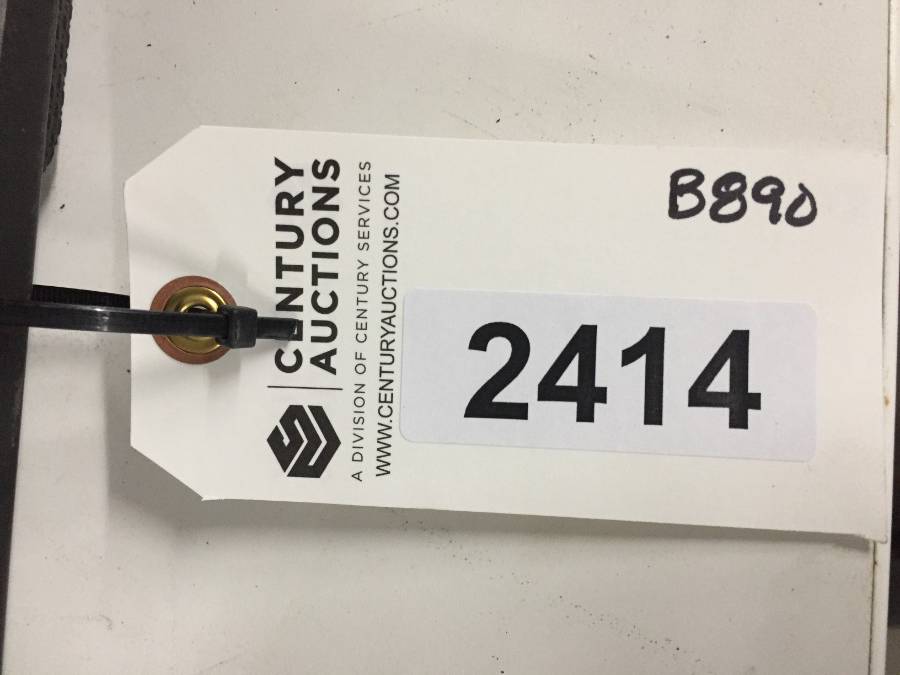 CENTURY
AUCTIONS
A DIVISION OF CENTURY SERVICES
WWW.CENTURYAUCTIONS.COM
B890
2414